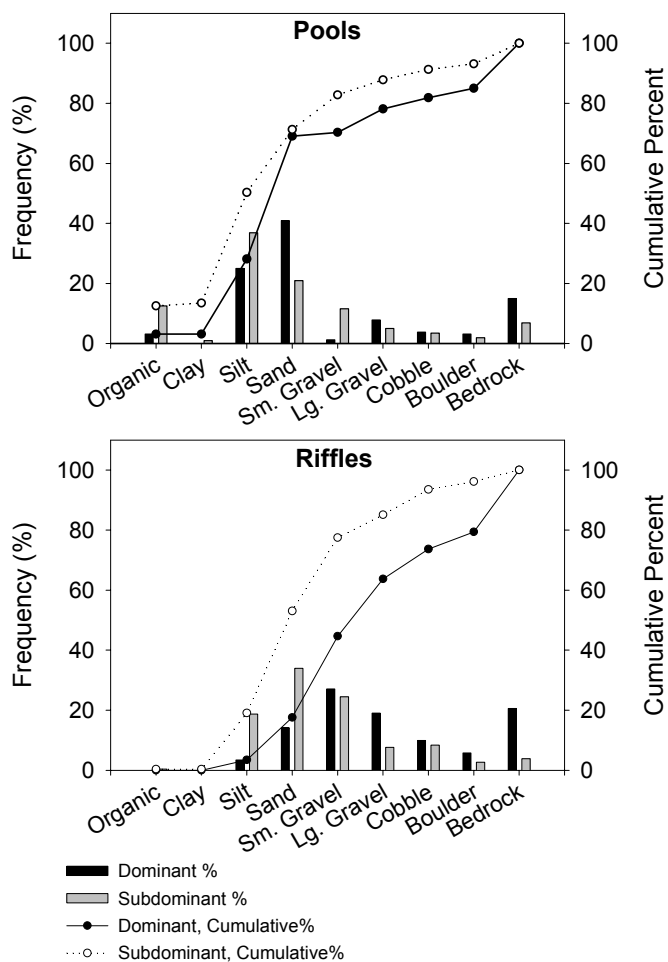 Pools
Frequency (%)
100
80
60
40
20
0
Cumulative Percent
100
80
60
40
20
0
Organic
Clay
Silt
Sand
Sm. Gravel
Lg. Gravel
Cobble
Boulder
Bedrock
Riffles
Frequency (%)
100
80
60
40
20
0
Cumulative Percent
100
80
60
40
20
0
Organic
Clay
Silt
Sand
Sm. Gravel
Lg. Gravel
Cobble
Boulder
Bedrock
Dominant %
Subdominant %
Dominant, Cumulative%
Subdominant, Cumulative%